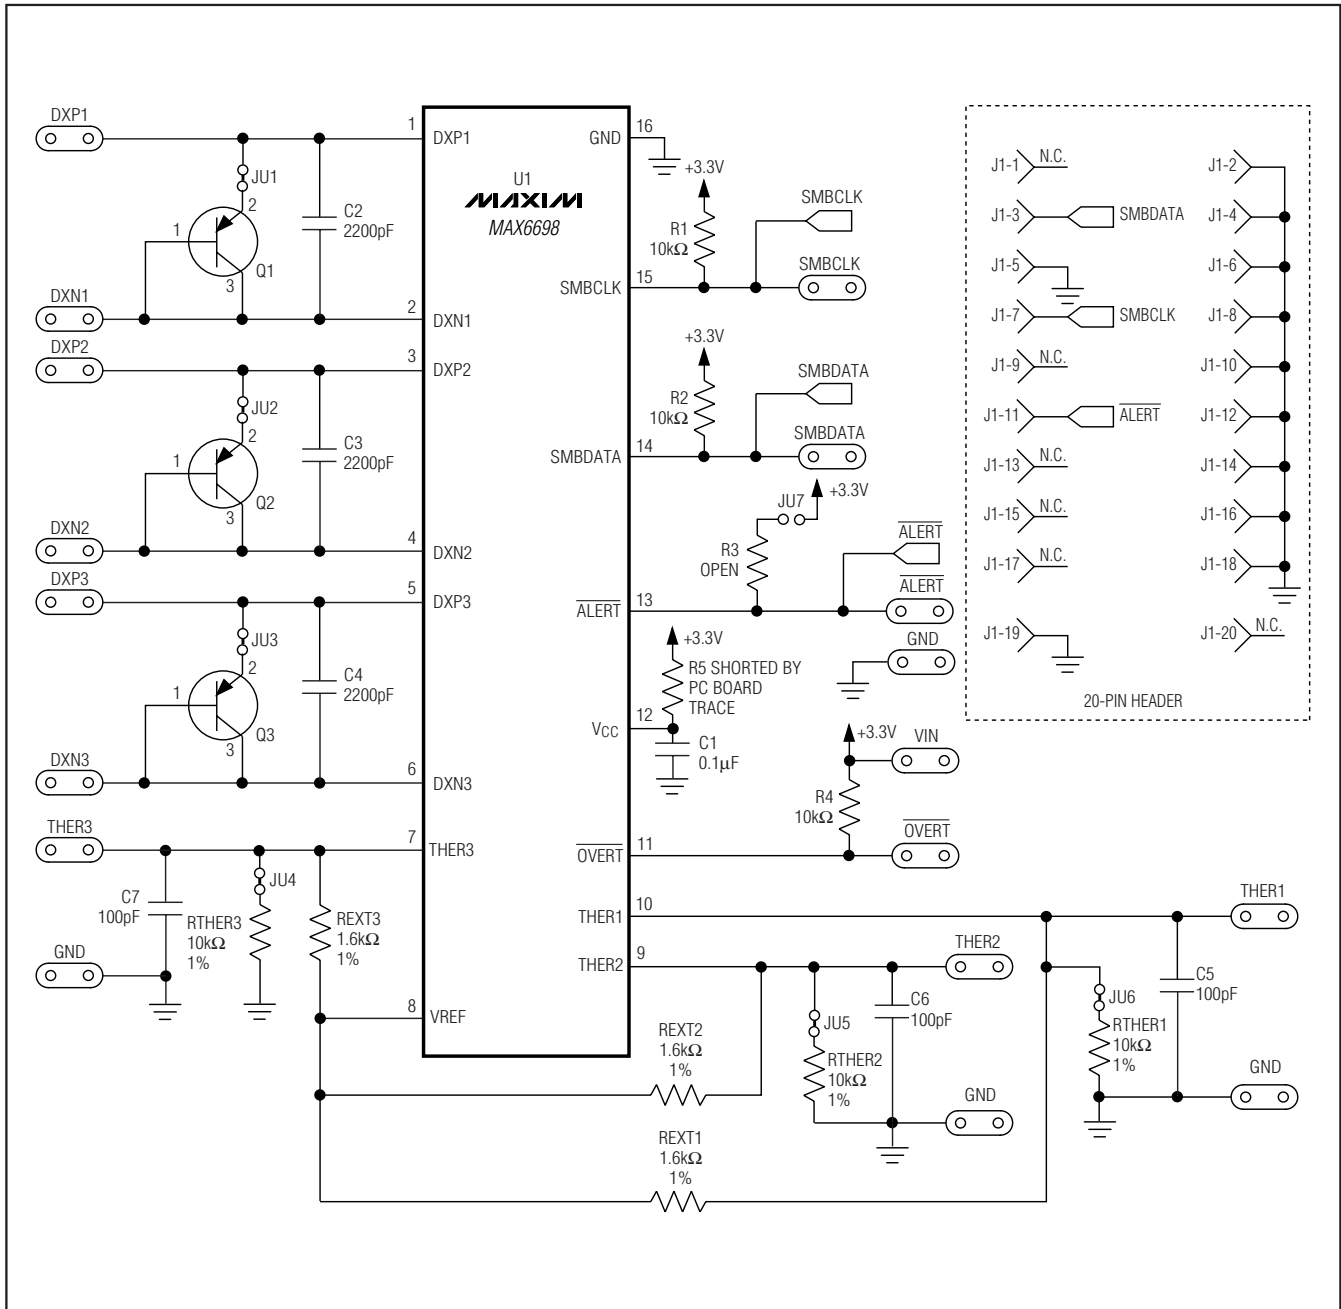 DXP1
1
DXP1
JU1
2
1
3
Q1
C2
2200pF
DXN1
2
DXN1
DXP2
3
DXP2
JU2
2
1
3
Q2
C3
2200pF
DXN2
4
DXN2
DXP3
5
DXP3
JU3
2
1
3
Q3
C4
2200pF
DXN3
6
DXN3
THER3
7
THER3
C7
100pF
JU4
RTHER3
10kΩ
1%
REXT3
1.6kΩ
1%
GND
8
VREF
U1
MAXIM
MAX6698
GND
16
+3.3V
R1
10kΩ
SMBCLK
SMBCLK
SMBCLK
15
+3.3V
R2
10kΩ
SMBDATA
SMBDATA
SMBDATA
14
JU7
+3.3V
R3
OPEN
ALERT
ALERT
ALERT
13
GND
+3.3V
R5 SHORTED BY
PC BOARD
TRACE
VCC
12
C1
0.1µF
+3.3V
VIN
R4
10kΩ
OVERT
OVERT
11
THER1
10
THER1
THER2
9
THER2
JU5
RTHER2
10kΩ
1%
C6
100pF
GND
JU6
RTHER1
10kΩ
1%
C5
100pF
GND
REXT2
1.6kΩ
1%
REXT1
1.6kΩ
1%
J1-1
N.C.
J1-2
J1-3
SMBDATA
J1-4
J1-5
J1-6
J1-7
SMBCLK
J1-8
J1-9
N.C.
J1-10
J1-11
ALERT
J1-12
J1-13
N.C.
J1-14
J1-15
N.C.
J1-16
J1-17
N.C.
J1-18
J1-19
J1-20
N.C.
20-PIN HEADER